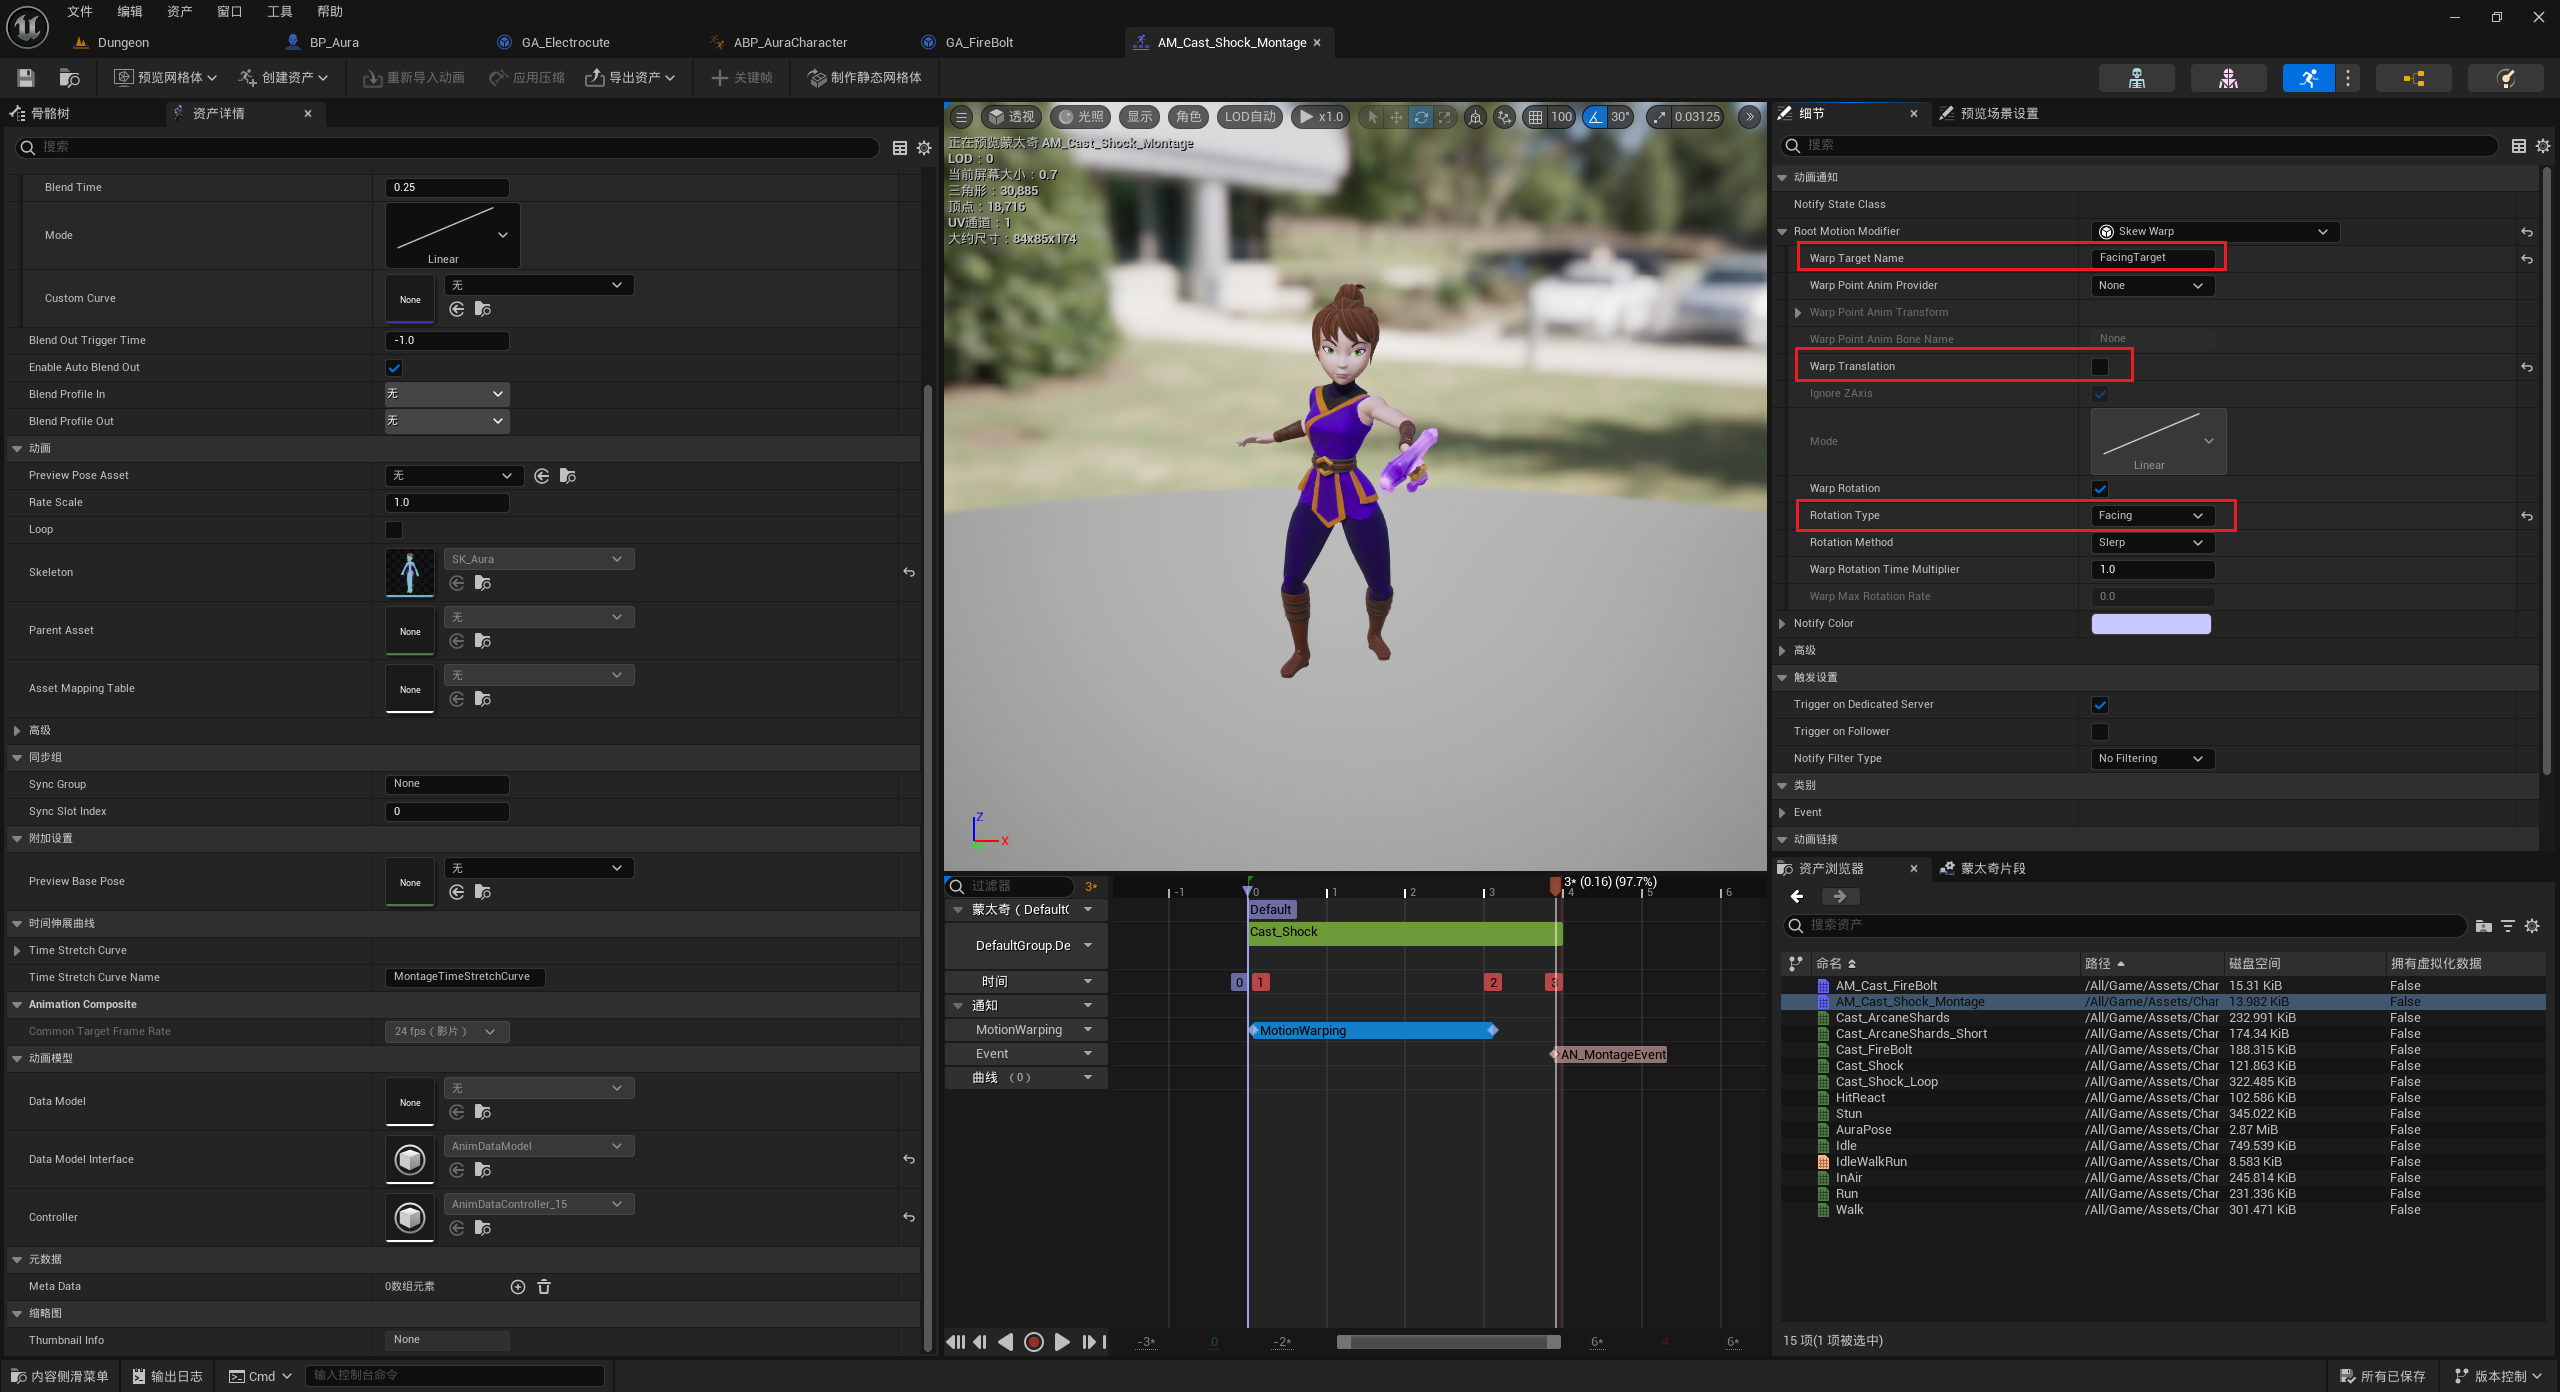 文件 编辑 资产 窗口 工具 帮助
Dungeon BP_Aura GA_Electrocute ABP_AuraCharacter GA_FireBolt AM_Cast_Shock_Montage
预览网格体 创建资产 重新导入动画 应用压缩 导出资产 关键帧 制作静态网格体
骨骼树 资产详情
搜索
Blend Time 0.25
Mode
Linear
Custom Curve None 无
Blend Out Trigger Time -1.0
Enable Auto Blend Out
Blend Profile In 无
Blend Profile Out 无
动画
Preview Pose Asset 无
Rate Scale 1.0
Loop
Skeleton SK_Aura
Parent Asset None 无
Asset Mapping Table None 无
高级
同步组
Sync Group None
Sync Slot Index 0
附加设置
Preview Base Pose None 无
时间伸展曲线
Time Stretch Curve
Time Stretch Curve Name MontageTimeStretchCurve
Animation Composite
Common Target Frame Rate 24 fps（影片）
动画模型
Data Model None 无
Data Model Interface AnimDataModel
Controller AnimDataController_15
元数据
Meta Data 0数组元素
缩略图
Thumbnail Info None
透视 光照 显示 角色 LOD自动 x1.0 100 30° 0.03125
正在预览蒙太奇 AM_Cast_Shock_Montage
LOD：0
当前屏幕大小：0.7
三角形：30,885
顶点：18,716
UV通道：1
大约尺寸：84x85x174
Z
X
过滤器 3* -1 0 1 2 3 4 5 6
3* (0.16) (97.7%)
蒙太奇（Default( Default
DefaultGroup.De Cast_Shock
时间 0 1 2 3
通知
MotionWarping MotionWarping
Event AN_MontageEvent
曲线 （0）
-3* 0 -2* 6* 4 6*
细节 预览场景设置
搜索
动画通知
Notify State Class
Root Motion Modifier Skew Warp
Warp Target Name FacingTarget
Warp Point Anim Provider None
Warp Point Anim Transform
Warp Point Anim Bone Name None
Warp Translation
Ignore ZAxis
Mode
Linear
Warp Rotation
Rotation Type Facing
Rotation Method Slerp
Warp Rotation Time Multiplier 1.0
Warp Max Rotation Rate 0.0
Notify Color
高级
触发设置
Trigger on Dedicated Server
Trigger on Follower
Notify Filter Type No Filtering
类别
Event
动画链接
资产浏览器 蒙太奇片段
搜索资产
命名 路径 磁盘空间 拥有虚拟化数据
AM_Cast_FireBolt /All/Game/Assets/Char 15.31 KiB False
AM_Cast_Shock_Montage /All/Game/Assets/Char 13.982 KiB False
Cast_ArcaneShards /All/Game/Assets/Char 232.991 KiB False
Cast_ArcaneShards_Short /All/Game/Assets/Char 174.34 KiB False
Cast_FireBolt /All/Game/Assets/Char 188.315 KiB False
Cast_Shock /All/Game/Assets/Char 121.863 KiB False
Cast_Shock_Loop /All/Game/Assets/Char 322.485 KiB False
HitReact /All/Game/Assets/Char 102.586 KiB False
Stun /All/Game/Assets/Char 345.022 KiB False
AuraPose /All/Game/Assets/Char 2.87 MiB False
Idle /All/Game/Assets/Char 749.539 KiB False
IdleWalkRun /All/Game/Assets/Char 8.583 KiB False
InAir /All/Game/Assets/Char 245.814 KiB False
Run /All/Game/Assets/Char 231.336 KiB False
Walk /All/Game/Assets/Char 301.471 KiB False
15 项(1 项被选中)
内容侧滑菜单 输出日志 Cmd 输入控制台命令 所有已保存 版本控制